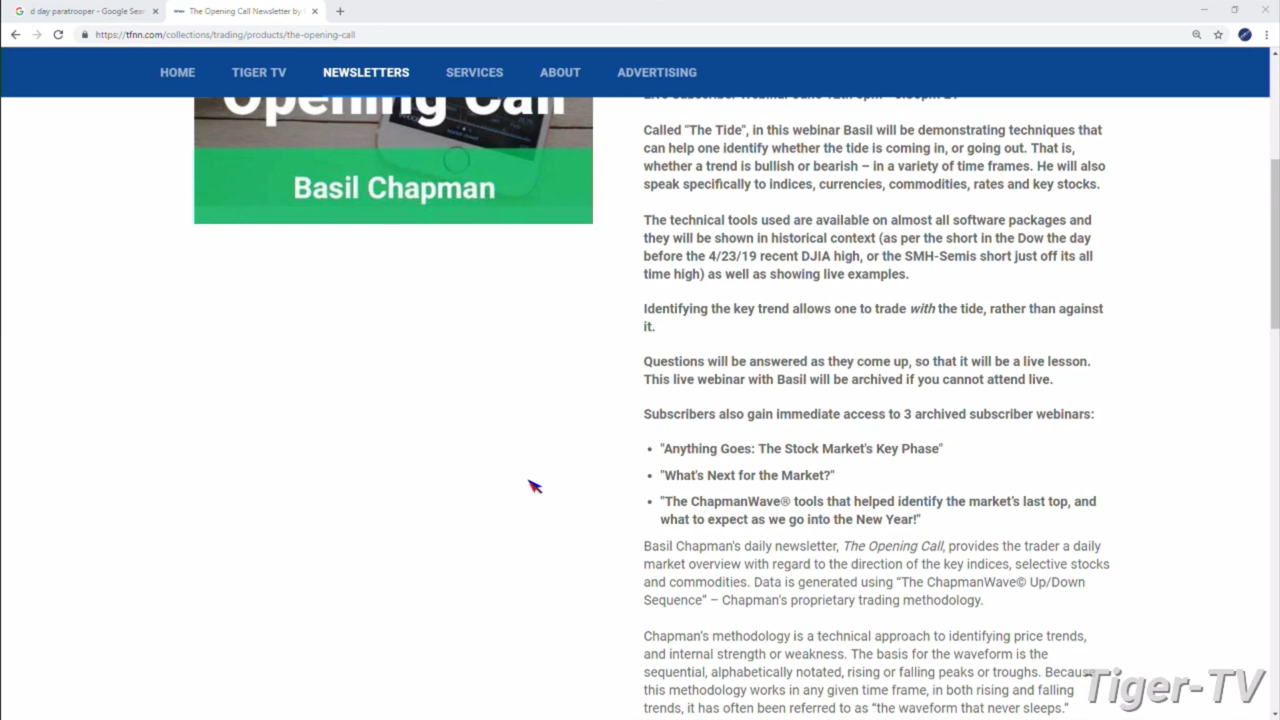 d day paratrooper - Google Sear
The Opening Call Newsletter by
https://tfnn.com/collections/trading/products/the-opening-call
HOME
TIGER TV
NEWSLETTERS
SERVICES
ABOUT
ADVERTISING
Opening Call
Basil Chapman
Called "The Tide", in this webinar Basil will be demonstrating techniques that
can help one identify whether the tide is coming in, or going out. That is,
whether a trend is bullish or bearish – in a variety of time frames. He will also
speak specifically to indices, currencies, commodities, rates and key stocks.
The technical tools used are available on almost all software packages and
they will be shown in historical context (as per the short in the Dow the day
before the 4/23/19 recent DJIA high, or the SMH-Semis short just off its all
time high) as well as showing live examples.
Identifying the key trend allows one to trade with the tide, rather than against
it.
Questions will be answered as they come up, so that it will be a live lesson.
This live webinar with Basil will be archived if you cannot attend live.
Subscribers also gain immediate access to 3 archived subscriber webinars:
• "Anything Goes: The Stock Market's Key Phase"
• "What's Next for the Market?"
• "The ChapmanWave® tools that helped identify the market's last top, and
what to expect as we go into the New Year!"
Basil Chapman's daily newsletter, The Opening Call, provides the trader a daily
market overview with regard to the direction of the key indices, selective stocks
and commodities. Data is generated using “The ChapmanWave© Up/Down
Sequence” – Chapman's proprietary trading methodology.
Chapman's methodology is a technical approach to identifying price trends,
and internal strength or weakness. The basis for the waveform is the
sequential, alphabetically notated, rising or falling peaks or troughs. Because
this methodology works in any given time frame, in both rising and falling
trends, it has often been referred to as “the waveform that never sleeps.”
Tiger-TV